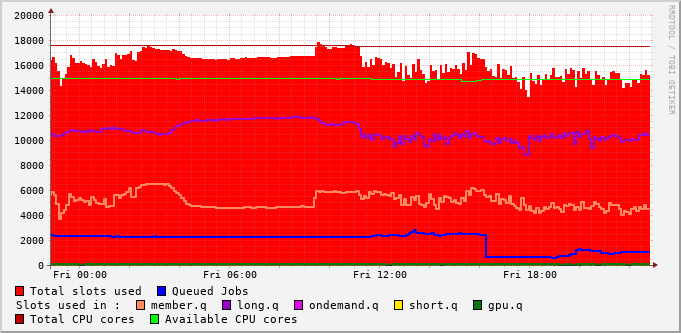 RRDTOOL / TOBI OETIKER
20000
18000
16000
14000
12000
10000
8000
6000
4000
2000
0
Fri 00:00 Fri 06:00 Fri 12:00 Fri 18:00
Total slots used Queued Jobs
Slots used in : member.q long.q ondemand.q short.q gpu.q
Total CPU cores Available CPU cores